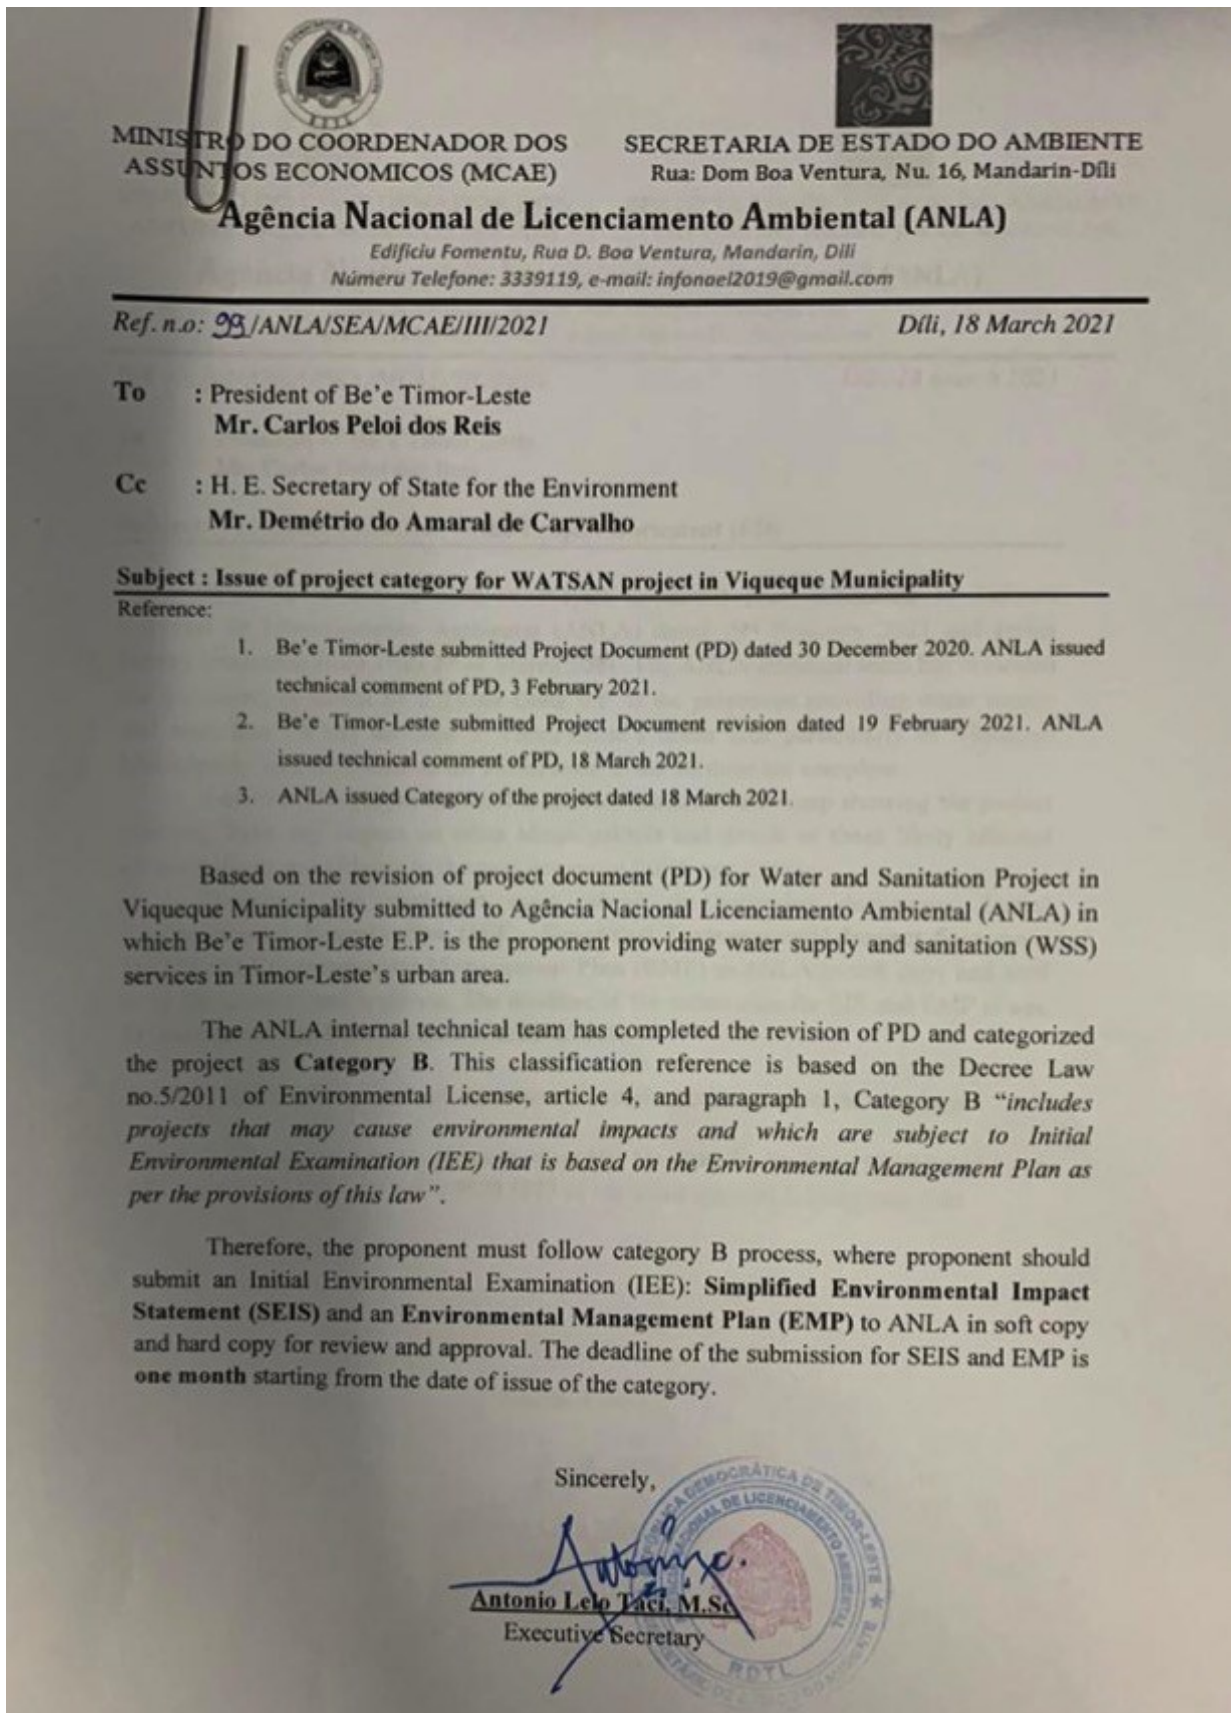 MINISTRO DO COORDENADOR DOS
ASSUNTOS ECONOMICOS (MCAE)
SECRETARIA DE ESTADO DO AMBIENTE
Rua: Dom Boa Ventura, Nu. 16, Mandarin-Díli
Agência Nacional de Licenciamento Ambiental (ANLA)
Edificiu Fomentu, Rua D. Boa Ventura, Mandarin, Dili
Númeru Telefone: 3339119, e-mail: infonael2019@gmail.com
Ref. n.o: 99/ANLA/SEA/MCAE/III/2021 Díli, 18 March 2021
To : President of Be'e Timor-Leste
Mr. Carlos Peloi dos Reis
Cc : H. E. Secretary of State for the Environment
Mr. Demétrio do Amaral de Carvalho
Subject : Issue of project category for WATSAN project in Viqueque Municipality
Reference:
1. Be'e Timor-Leste submitted Project Document (PD) dated 30 December 2020. ANLA issued
technical comment of PD, 3 February 2021.
2. Be'e Timor-Leste submitted Project Document revision dated 19 February 2021. ANLA
issued technical comment of PD, 18 March 2021.
3. ANLA issued Category of the project dated 18 March 2021.
Based on the revision of project document (PD) for Water and Sanitation Project in
Viqueque Municipality submitted to Agência Nacional Licenciamento Ambiental (ANLA) in
which Be'e Timor-Leste E.P. is the proponent providing water supply and sanitation (WSS)
services in Timor-Leste's urban area.
The ANLA internal technical team has completed the revision of PD and categorized
the project as Category B. This classification reference is based on the Decree Law
no.5/2011 of Environmental License, article 4, and paragraph 1, Category B “includes
projects that may cause environmental impacts and which are subject to Initial
Environmental Examination (IEE) that is based on the Environmental Management Plan as
per the provisions of this law”.
Therefore, the proponent must follow category B process, where proponent should
submit an Initial Environmental Examination (IEE): Simplified Environmental Impact
Statement (SEIS) and an Environmental Management Plan (EMP) to ANLA in soft copy
and hard copy for review and approval. The deadline of the submission for SEIS and EMP is
one month starting from the date of issue of the category.
Sincerely,
Antonio Lelo Taci, M.Sc
Executive Secretary
DEMOCRÁTICA DE TIMOR-LESTE
NACIONAL DE LICENCIAMENTO AMBIENTAL
RDTL